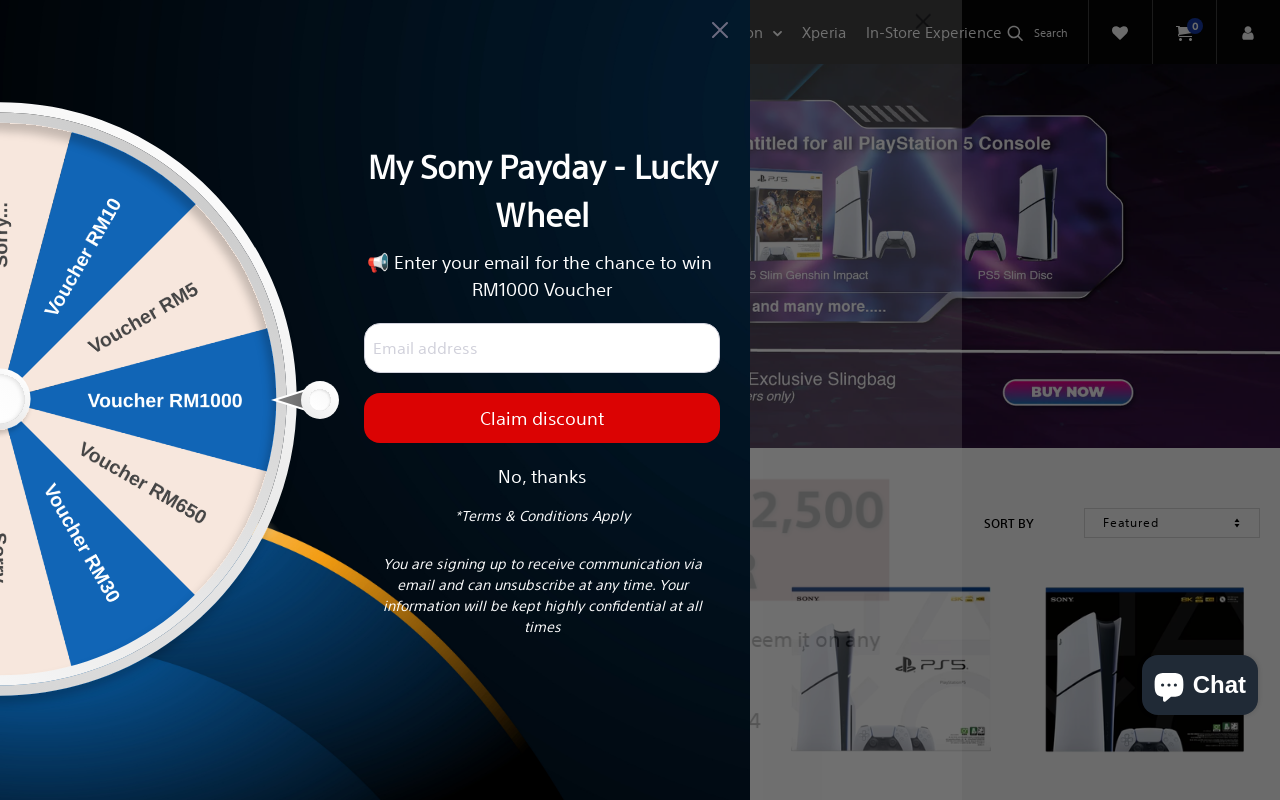 on
Xperia
In-Store Experience
Search
0
ntitled for all PlayStation 5 Console
5 Slim Genshin Impact
PS5 Slim Disc
and many more.....
Exclusive Slingbag
ers only)
BUY NOW
My Sony Payday - Lucky
Wheel
📢 Enter your email for the chance to win
RM1000 Voucher
Email address
Claim discount
No, thanks
*Terms & Conditions Apply
You are signing up to receive communication via
email and can unsubscribe at any time. Your
information will be kept highly confidential at all
times
Sorry...
Voucher RM10
Voucher RM5
Voucher RM1000
Voucher RM650
Voucher RM30
Sorry
2,500
R
SORT BY
Featured
SONY
PS5
SONY
8K
eem it on any
4
Chat